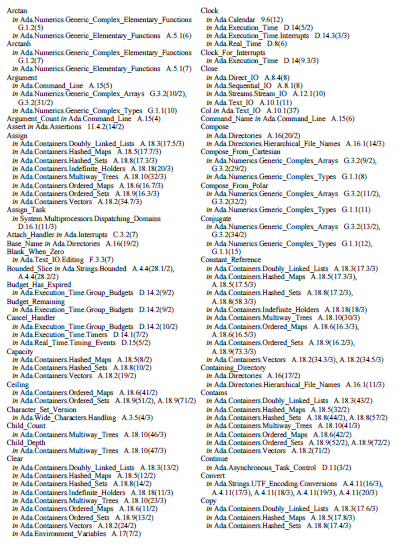 Arctan
in Ada.Numerics.Generic_Complex_Elementary_Functions
G.1.2(5)
in Ada.Numerics.Generic_Elementary_Functions A.5.1(6)
Arctanh
in Ada.Numerics.Generic_Complex_Elementary_Functions
G.1.2(7)
in Ada.Numerics.Generic_Elementary_Functions A.5.1(7)
Argument
in Ada.Command_Line A.15(5)
in Ada.Numerics.Generic_Complex_Arrays G.3.2(10/2),
G.3.2(31/2)
in Ada.Numerics.Generic_Complex_Types G.1.1(10)
Argument_Count in Ada.Command_Line A.15(4)
Assert in Ada.Assertions 11.4.2(14/2)
Assign
in Ada.Containers.Doubly_Linked_Lists A.18.3(17.5/3)
in Ada.Containers.Hashed_Maps A.18.5(17.7/3)
in Ada.Containers.Hashed_Sets A.18.8(17.3/3)
in Ada.Containers.Indefinite_Holders A.18.18(20/3)
in Ada.Containers.Multiway_Trees A.18.10(32/3)
in Ada.Containers.Ordered_Maps A.18.6(16.7/3)
in Ada.Containers.Ordered_Sets A.18.9(16.3/3)
in Ada.Containers.Vectors A.18.2(34.7/3)
Assign_Task
in System.Multiprocessors.Dispatching_Domains
D.16.1(11/3)
Attach_Handler in Ada.Interrupts C.3.2(7)
Base_Name in Ada.Directories A.16(19/2)
Blank_When_Zero
in Ada.Text_IO.Editing F.3.3(7)
Bounded_Slice in Ada.Strings.Bounded A.4.4(28.1/2),
A.4.4(28.2/2)
Budget_Has_Expired
in Ada.Execution_Time.Group_Budgets D.14.2(9/2)
Budget_Remaining
in Ada.Execution_Time.Group_Budgets D.14.2(9/2)
Cancel_Handler
in Ada.Execution_Time.Group_Budgets D.14.2(10/2)
in Ada.Execution_Time.Timers D.14.1(7/2)
in Ada.Real_Time.Timing_Events D.15(5/2)
Capacity
in Ada.Containers.Hashed_Maps A.18.5(8/2)
in Ada.Containers.Hashed_Sets A.18.8(10/2)
in Ada.Containers.Vectors A.18.2(19/2)
Ceiling
in Ada.Containers.Ordered_Maps A.18.6(41/2)
in Ada.Containers.Ordered_Sets A.18.9(51/2), A.18.9(71/2)
Character_Set_Version
in Ada.Wide_Characters.Handling A.3.5(4/3)
Child_Count
in Ada.Containers.Multiway_Trees A.18.10(46/3)
Child_Depth
in Ada.Containers.Multiway_Trees A.18.10(47/3)
Clear
in Ada.Containers.Doubly_Linked_Lists A.18.3(13/2)
in Ada.Containers.Hashed_Maps A.18.5(12/2)
in Ada.Containers.Hashed_Sets A.18.8(14/2)
in Ada.Containers.Indefinite_Holders A.18.18(11/3)
in Ada.Containers.Multiway_Trees A.18.10(23/3)
in Ada.Containers.Ordered_Maps A.18.6(11/2)
in Ada.Containers.Ordered_Sets A.18.9(13/2)
in Ada.Containers.Vectors A.18.2(24/2)
in Ada.Environment_Variables A.17(7/2)
Clock
in Ada.Calendar 9.6(12)
in Ada.Execution_Time D.14(5/2)
in Ada.Execution_Time.Interrupts D.14.3(3/3)
in Ada.Real_Time D.8(6)
Clock_For_Interrupts
in Ada.Execution_Time D.14(9.3/3)
Close
in Ada.Direct_IO A.8.4(8)
in Ada.Sequential_IO A.8.1(8)
in Ada.Streams.Stream_IO A.12.1(10)
in Ada.Text_IO A.10.1(11)
Col in Ada.Text_IO A.10.1(37)
Command_Name in Ada.Command_Line A.15(6)
Compose
in Ada.Directories A.16(20/2)
in Ada.Directories.Hierarchical_File_Names A.16.1(14/3)
Compose_From_Cartesian
in Ada.Numerics.Generic_Complex_Arrays G.3.2(9/2),
G.3.2(29/2)
in Ada.Numerics.Generic_Complex_Types G.1.1(8)
Compose_From_Polar
in Ada.Numerics.Generic_Complex_Arrays G.3.2(11/2),
G.3.2(32/2)
in Ada.Numerics.Generic_Complex_Types G.1.1(11)
Conjugate
in Ada.Numerics.Generic_Complex_Arrays G.3.2(13/2),
G.3.2(34/2)
in Ada.Numerics.Generic_Complex_Types G.1.1(12),
G.1.1(15)
Constant_Reference
in Ada.Containers.Doubly_Linked_Lists A.18.3(17.3/3)
in Ada.Containers.Hashed_Maps A.18.5(17.3/3),
A.18.5(17.5/3)
in Ada.Containers.Hashed_Sets A.18.8(17.2/3),
A.18.8(58.3/3)
in Ada.Containers.Indefinite_Holders A.18.18(18/3)
in Ada.Containers.Multiway_Trees A.18.10(30/3)
in Ada.Containers.Ordered_Maps A.18.6(16.3/3),
A.18.6(16.5/3)
in Ada.Containers.Ordered_Sets A.18.9(16.2/3),
A.18.9(73.3/3)
in Ada.Containers.Vectors A.18.2(34.3/3), A.18.2(34.5/3)
Containing_Directory
in Ada.Directories A.16(17/2)
in Ada.Directories.Hierarchical_File_Names A.16.1(11/3)
Contains
in Ada.Containers.Doubly_Linked_Lists A.18.3(43/2)
in Ada.Containers.Hashed_Maps A.18.5(32/2)
in Ada.Containers.Hashed_Sets A.18.8(44/2), A.18.8(57/2)
in Ada.Containers.Multiway_Trees A.18.10(41/3)
in Ada.Containers.Ordered_Maps A.18.6(42/2)
in Ada.Containers.Ordered_Sets A.18.9(52/2), A.18.9(72/2)
in Ada.Containers.Vectors A.18.2(71/2)
Continue
in Ada.Asynchronous_Task_Control D.11(3/2)
Convert
in Ada.Strings.UTF_Encoding.Conversions A.4.11(16/3),
A.4.11(17/3), A.4.11(18/3), A.4.11(19/3), A.4.11(20/3)
Copy
in Ada.Containers.Doubly_Linked_Lists A.18.3(17.6/3)
in Ada.Containers.Hashed_Maps A.18.5(17.8/3)
in Ada.Containers.Hashed_Sets A.18.8(17.4/3)